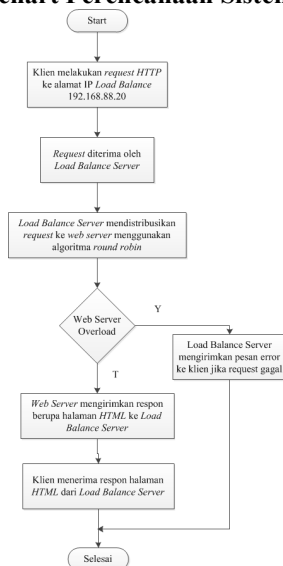 chart Perencanaan Sistem
Start
Klien melakukan request HTTP
ke alamat IP Load Balance
192.168.88.20
Request diterima oleh
Load Balance Server
Load Balance Server mendistribusikan
request ke web server menggunakan
algoritma round robin
Web Server
Overload
Y
Load Balance Server
mengirimkan pesan error
ke klien jika request gagal
T
Web Server mengirimkan respon
berupa halaman HTML ke Load
Balance Server
Klien menerima respon halaman
HTML dari Load Balance Server
Selesai